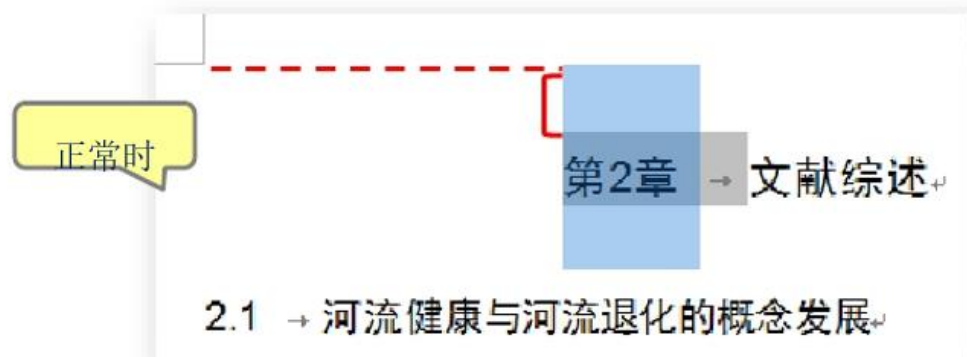 正常时
第2章 → 文献综述↵
2.1 → 河流健康与河流退化的概念发展↵